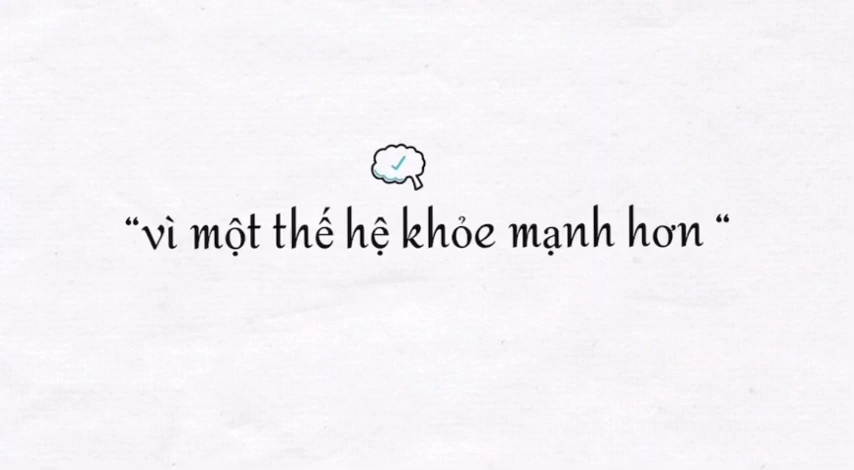 “vì một thế hệ khỏe mạnh hơn “